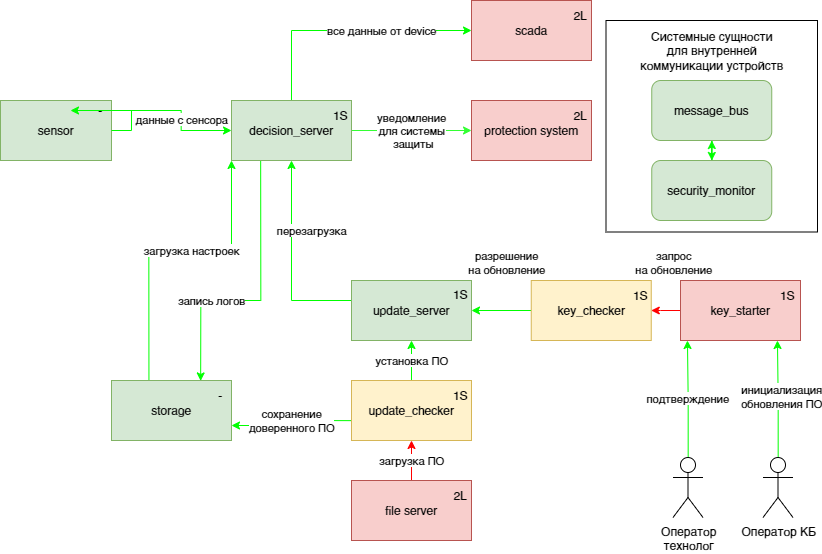 2L
scada
все данные от device
Системные сущности
для внутренней
коммуникации устройств
message_bus
security_monitor
-
sensor
данные с сенсора
1S
decision_server
уведомление
для системы
защиты
2L
protection system
загрузка настроек
перезагрузка
запись логов
разрешение
на обновление
запрос
на обновление
1S
update_server
1S
key_checker
1S
key_starter
установка ПО
подтверждение
инициализация
обновления ПО
-
storage
сохранение
доверенного ПО
1S
update_checker
загрузка ПО
2L
file server
Оператор
технолог
Оператор КБ